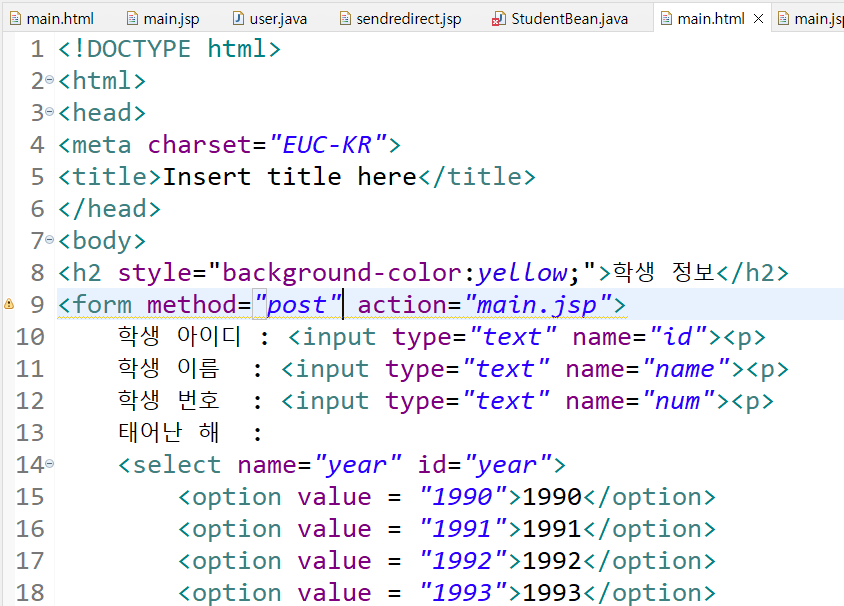 main.html main.jsp user.java sendredirect.jsp StudentBean.java main.html main.jsp
1 <!DOCTYPE html>
2 <html>
3 <head>
4 <meta charset="EUC-KR">
5 <title>Insert title here</title>
6 </head>
7 <body>
8 <h2 style="background-color:yellow;">학생 정보</h2>
9 <form method="post" action="main.jsp">
10     학생 아이디 : <input type="text" name="id"><p>
11     학생 이름  : <input type="text" name="name"><p>
12     학생 번호  : <input type="text" name="num"><p>
13     태어난 해  :
14     <select name="year" id="year">
15         <option value = "1990">1990</option>
16         <option value = "1991">1991</option>
17         <option value = "1992">1992</option>
18         <option value = "1993">1993</option>